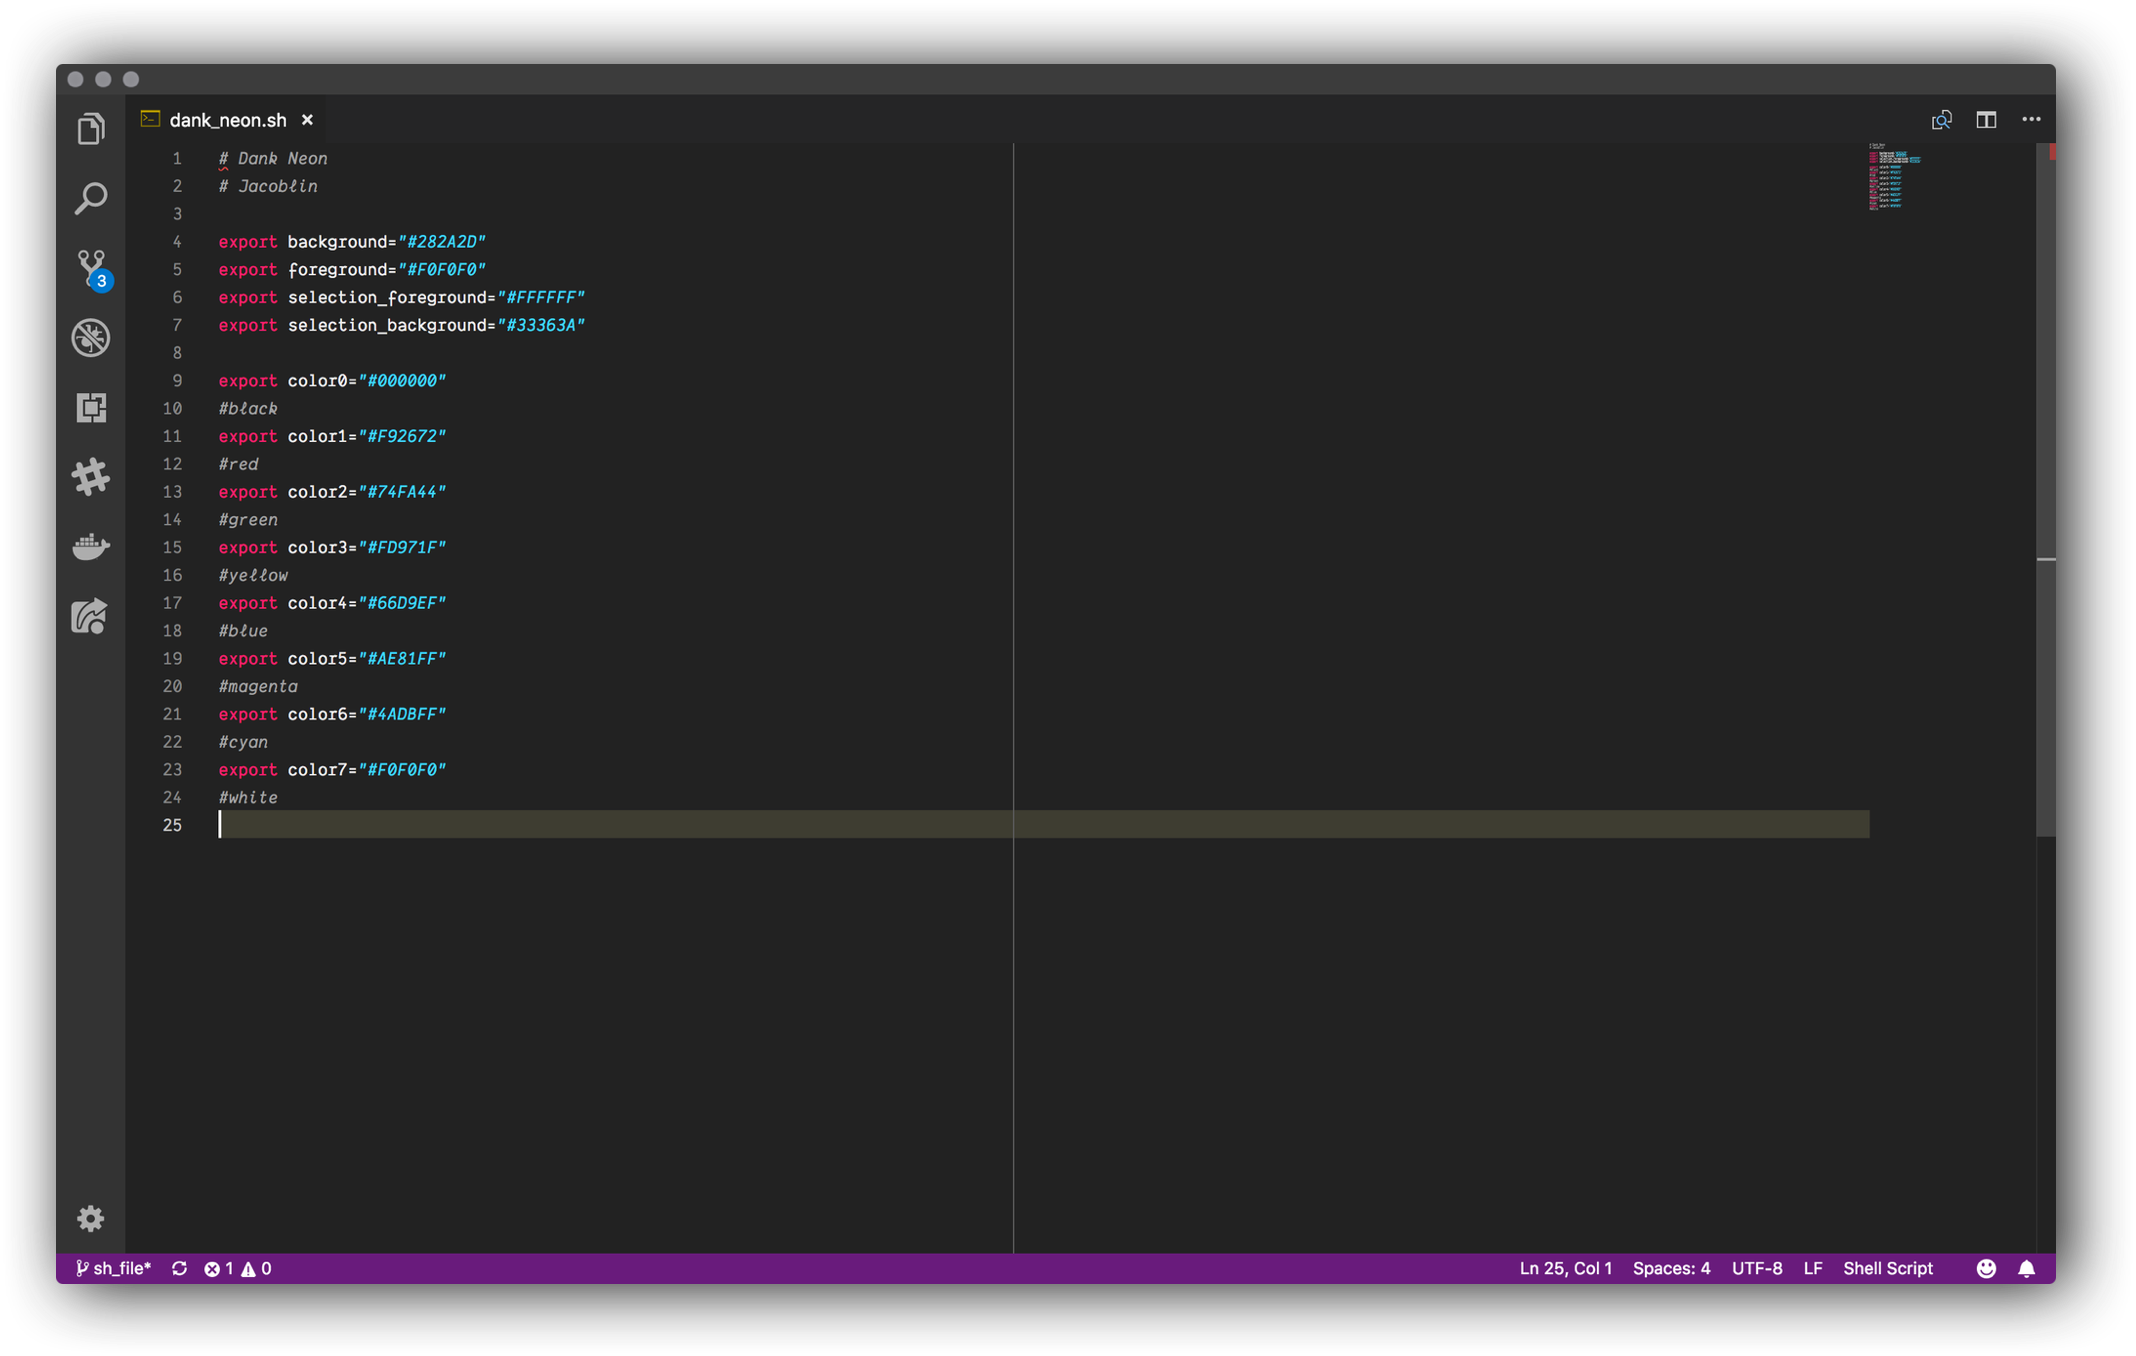 dank_neon.sh
1 # Dank Neon
2 # Jacoblin
3
4 export background="#282A2D"
5 export foreground="#F0F0F0"
6 export selection_foreground="#FFFFFF"
7 export selection_background="#33363A"
8
9 export color0="#000000"
10 #black
11 export color1="#F92672"
12 #red
13 export color2="#74FA44"
14 #green
15 export color3="#FD971F"
16 #yellow
17 export color4="#66D9EF"
18 #blue
19 export color5="#AE81FF"
20 #magenta
21 export color6="#4ADBFF"
22 #cyan
23 export color7="#F0F0F0"
24 #white
25
3
sh_file* 1 0 Ln 25, Col 1 Spaces: 4 UTF-8 LF Shell Script